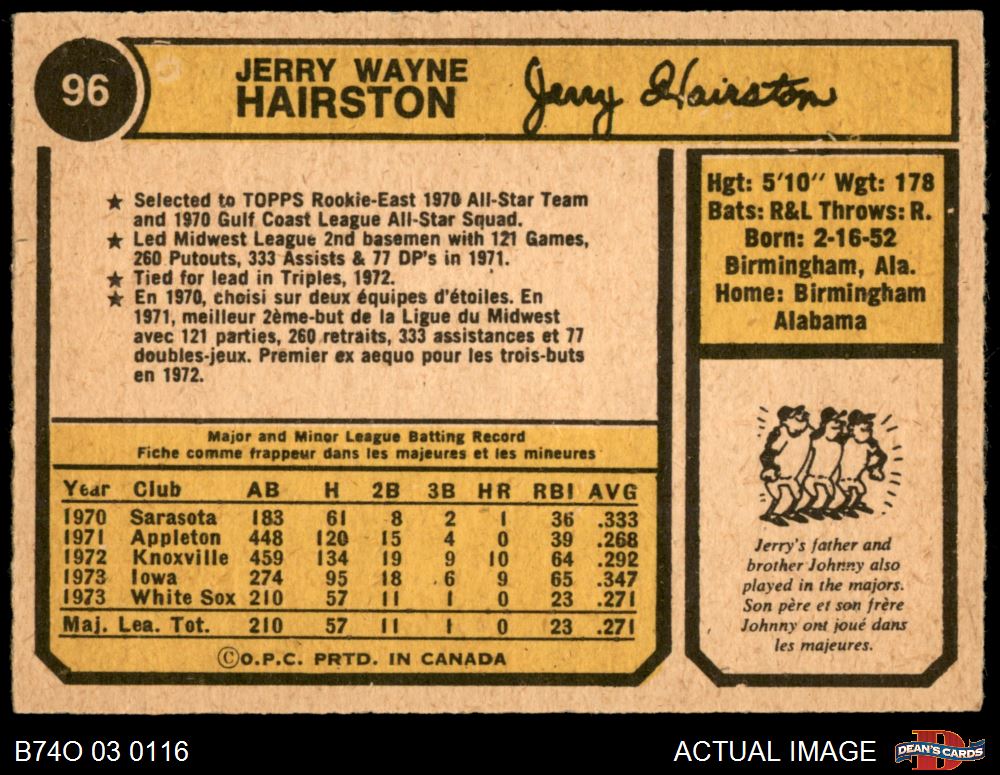 96
JERRY WAYNE
HAIRSTON
Jerry Hairston
★ Selected to TOPPS Rookie-East 1970 All-Star Team
and 1970 Gulf Coast League All-Star Squad.
★ Led Midwest League 2nd basemen with 121 Games,
260 Putouts, 333 Assists & 77 DP's in 1971.
★ Tied for lead in Triples, 1972.
★ En 1970, choisi sur deux équipes d'étoiles. En
1971, meilleur 2ème-but de la Ligue du Midwest
avec 121 parties, 260 retraits, 333 assistances et 77
doubles-jeux. Premier ex aequo pour les trois-buts
en 1972.
Major and Minor League Batting Record
Fiche comme frappeur dans les majeures et les mineures
Year Club AB H 2B 3B HR RBI AVG
1970 Sarasota 183 61 8 2 1 36 .333
1971 Appleton 448 120 15 4 0 39 .268
1972 Knoxville 459 134 19 9 10 64 .292
1973 Iowa 274 95 18 6 9 65 .347
1973 White Sox 210 57 11 1 0 23 .271
Maj. Lea. Tot. 210 57 11 1 0 23 .271
©O.P.C. PRTD. IN CANADA
Hgt: 5'10" Wgt: 178
Bats: R&L Throws: R.
Born: 2-16-52
Birmingham, Ala.
Home: Birmingham
Alabama
Jerry's father and
brother Johnny also
played in the majors.
Son père et son frère
Johnny ont joué dans
les majeures.
B74O 03 0116
ACTUAL IMAGE
DEAN'S CARDS